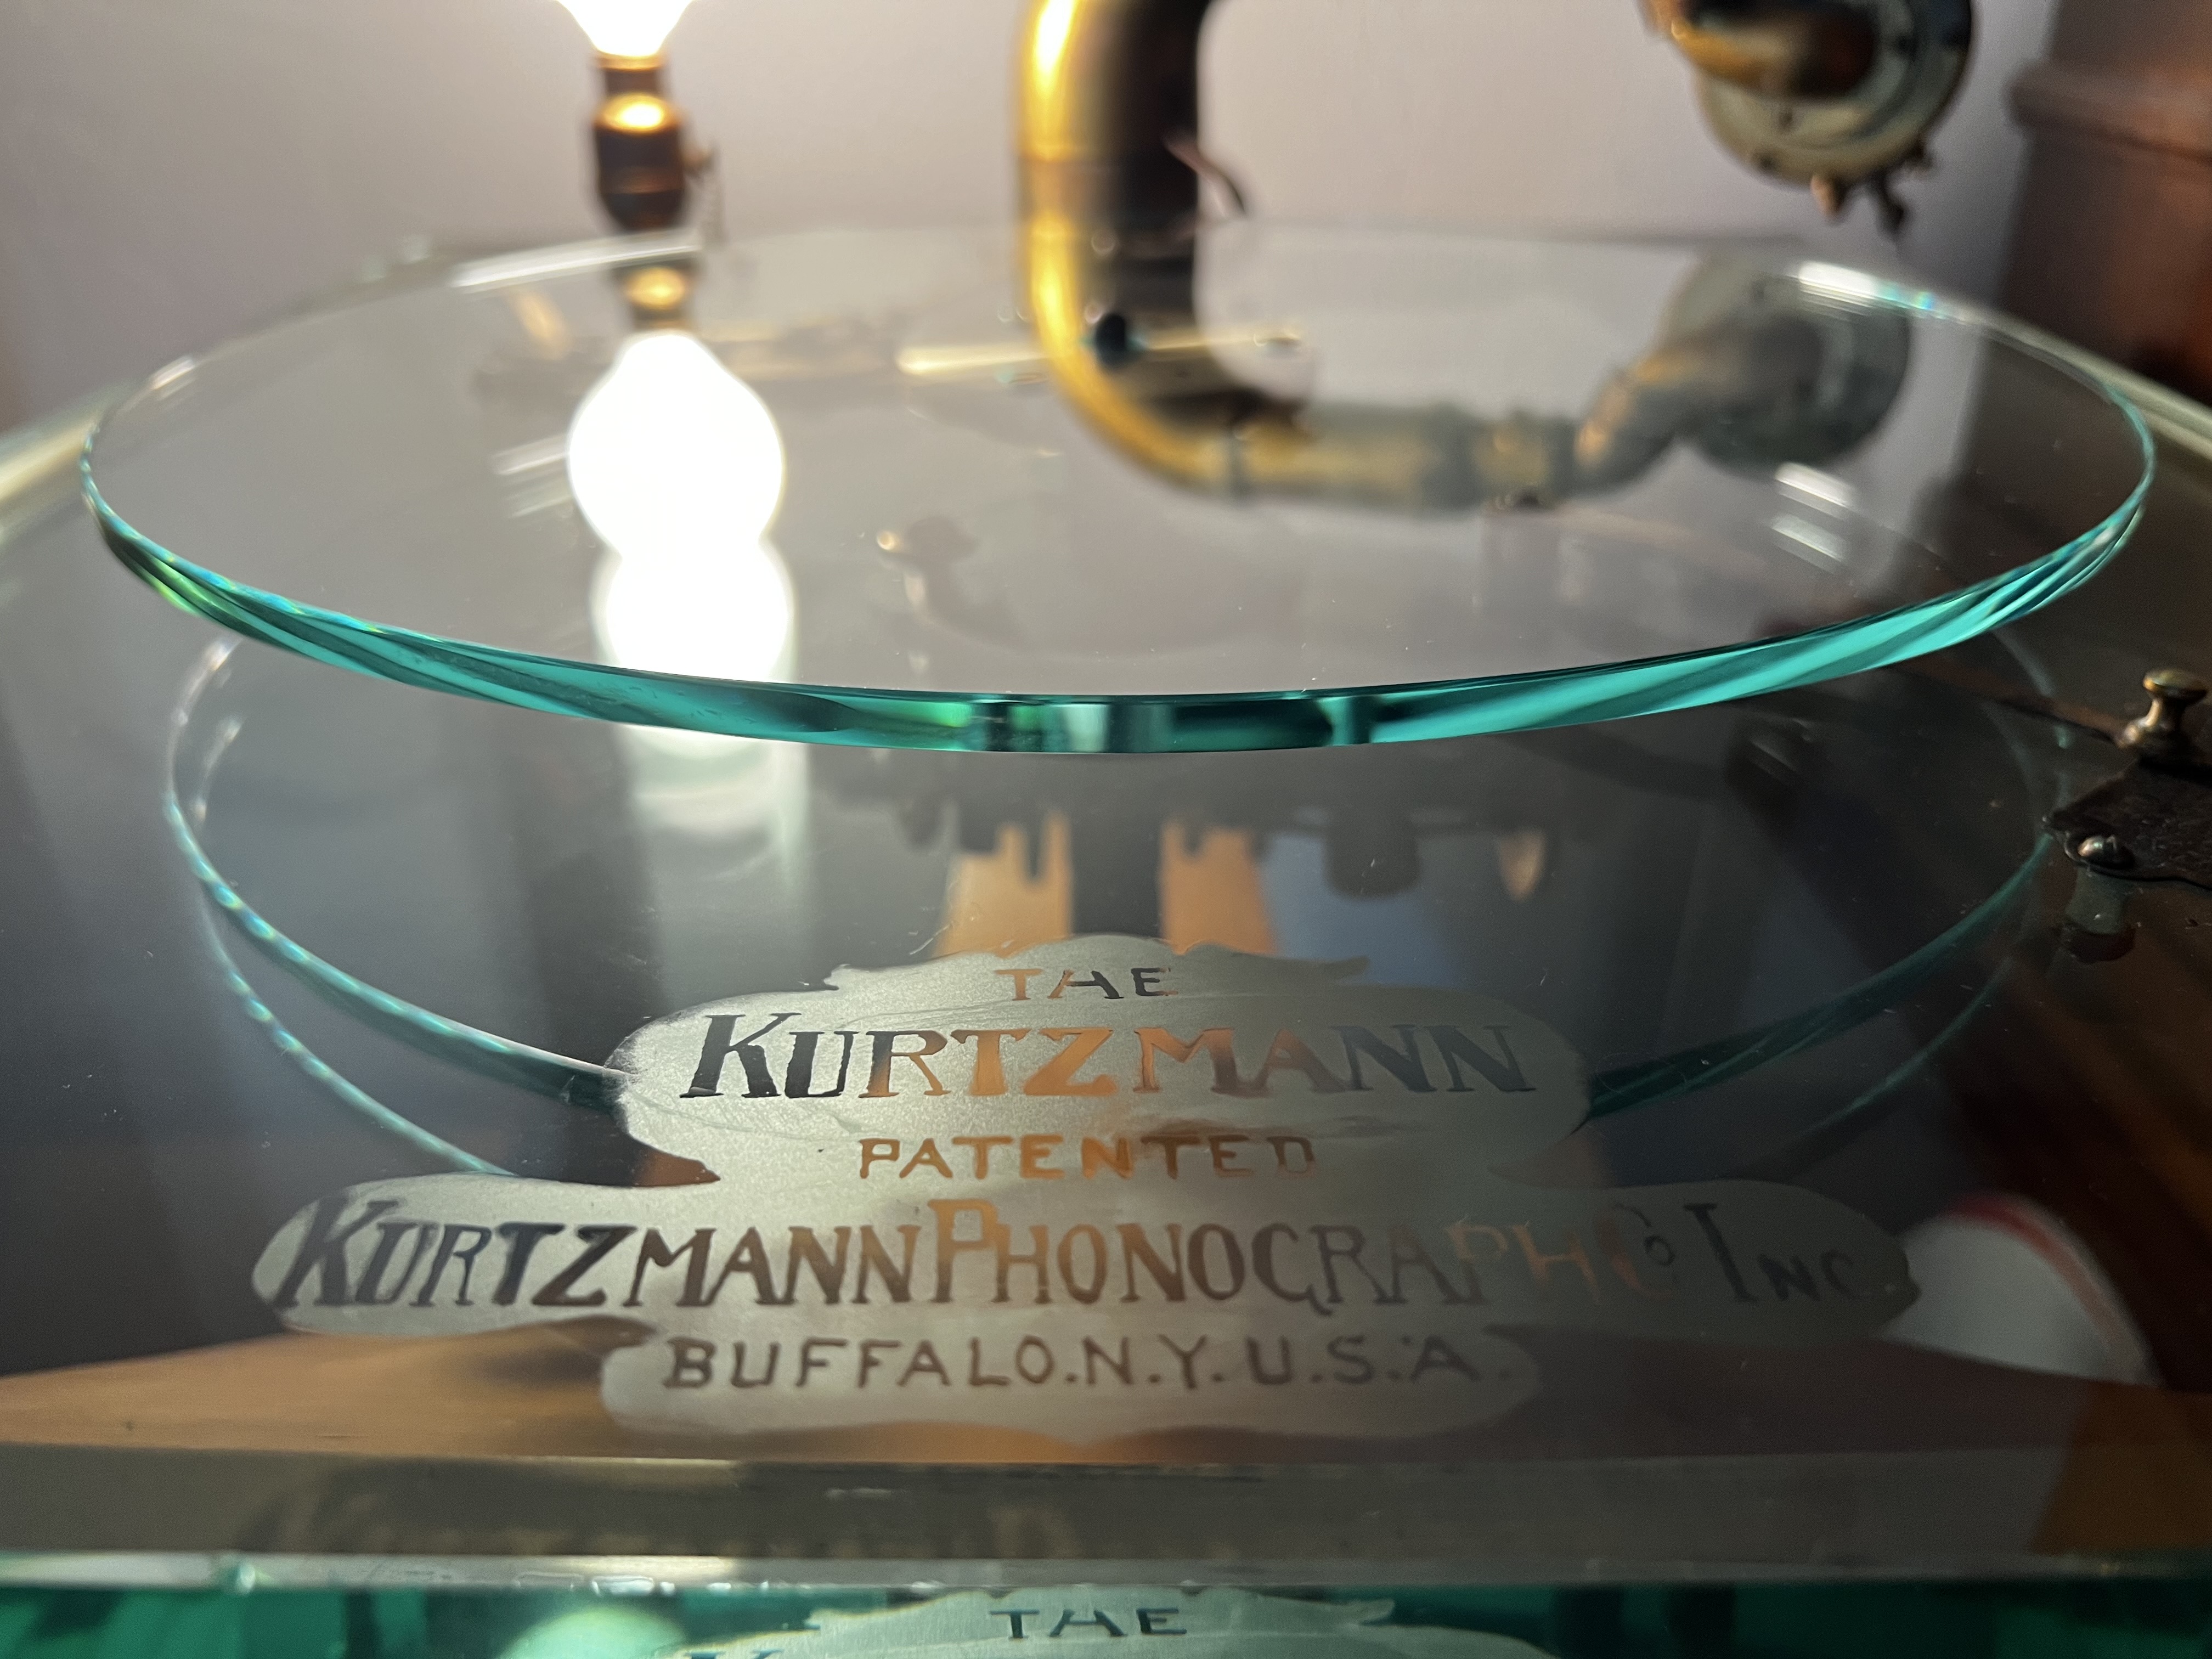 THE
KURTZMANN
PATENTED
KURTZMANN PHONOGRAPH Co INC.
BUFFALO.N.Y.U.S.A.
THE